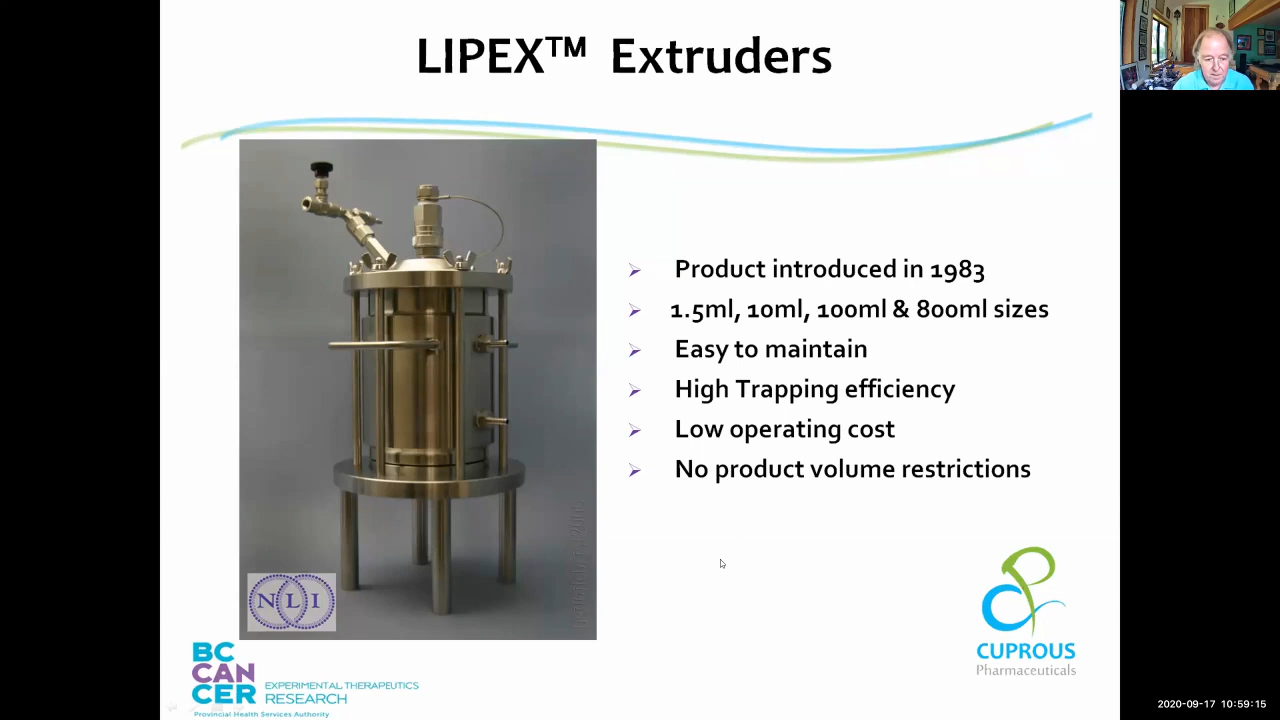 LIPEX™ Extruders
Product introduced in 1983
1.5ml, 10ml, 100ml & 800ml sizes
Easy to maintain
High Trapping efficiency
Low operating cost
No product volume restrictions
NLI
BC
CAN
CER
EXPERIMENTAL THERAPEUTICS
RESEARCH
Provincial Health Services Authority
CUPROUS
Pharmaceuticals
2020-09-17 10:59:15